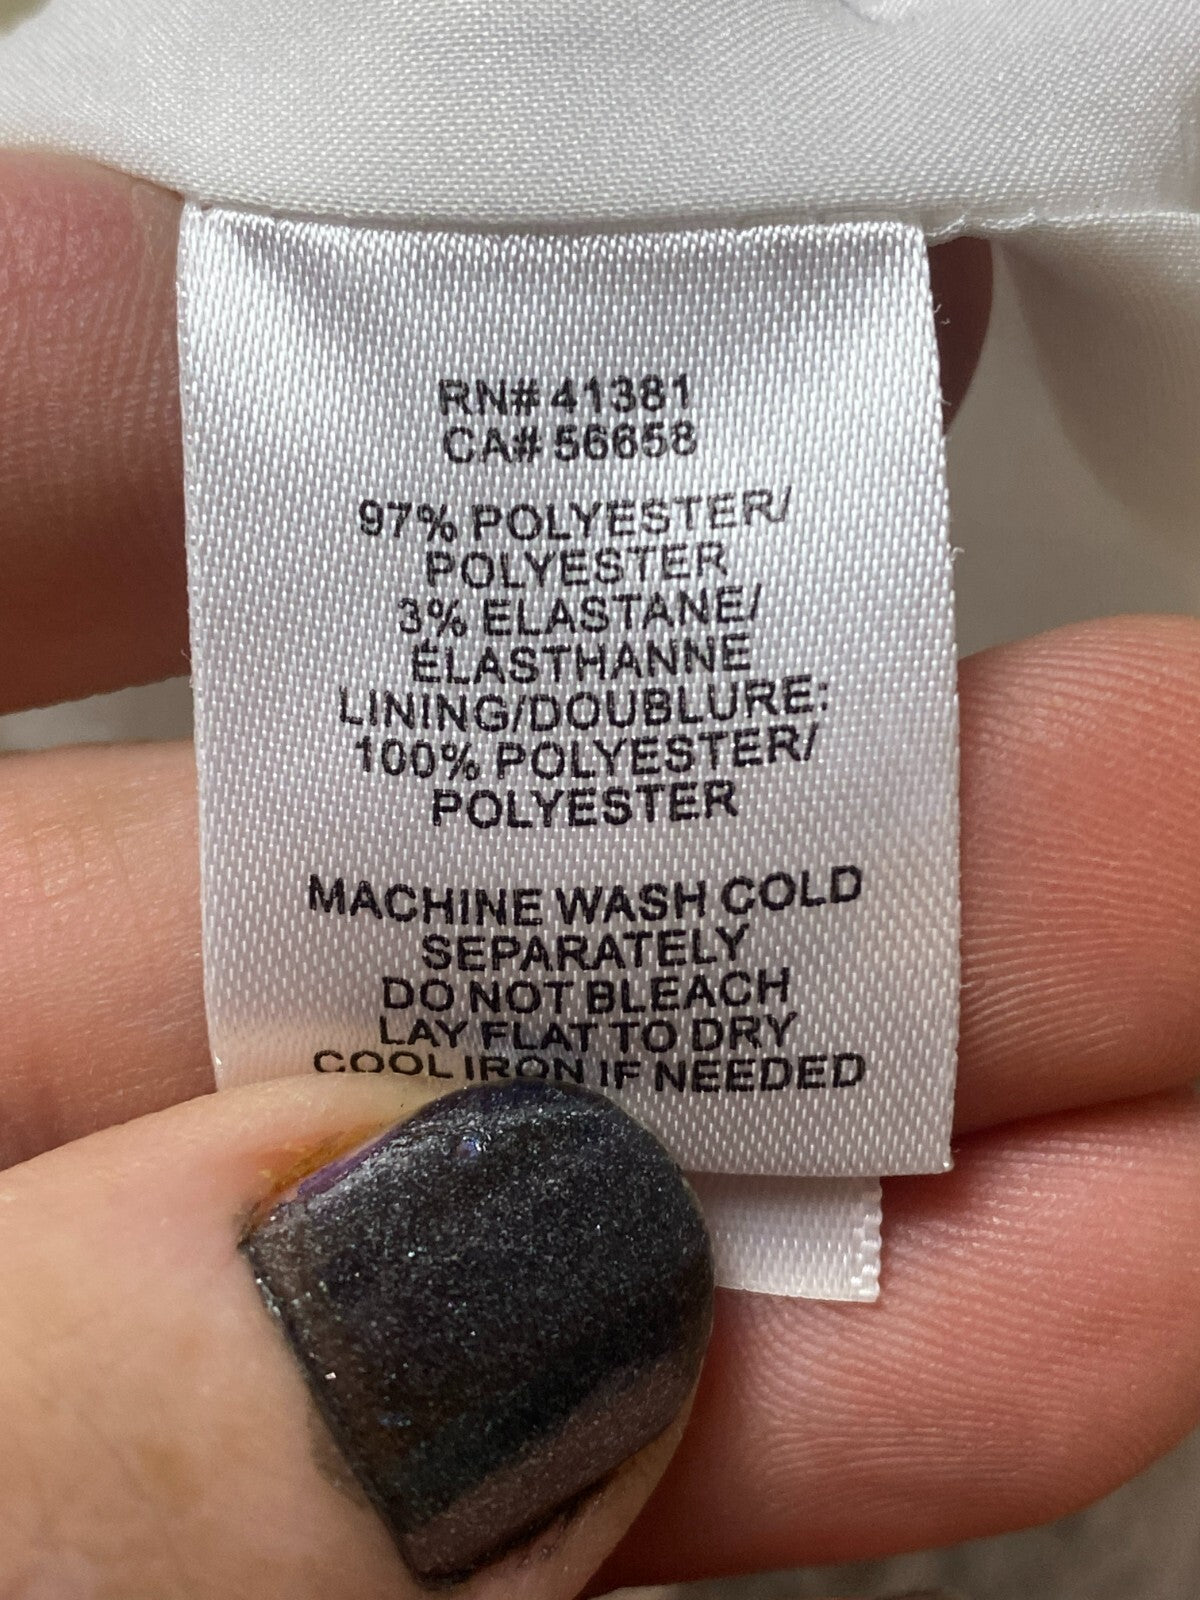 RN# 41381
CA# 56658
97% POLYESTER/
POLYESTER
3% ELASTANE/
ÉLASTHANNE
LINING/DOUBLURE:
100% POLYESTER/
POLYESTER
MACHINE WASH COLD
SEPARATELY
DO NOT BLEACH
LAY FLAT TO DRY
COOL IRON IF NEEDED